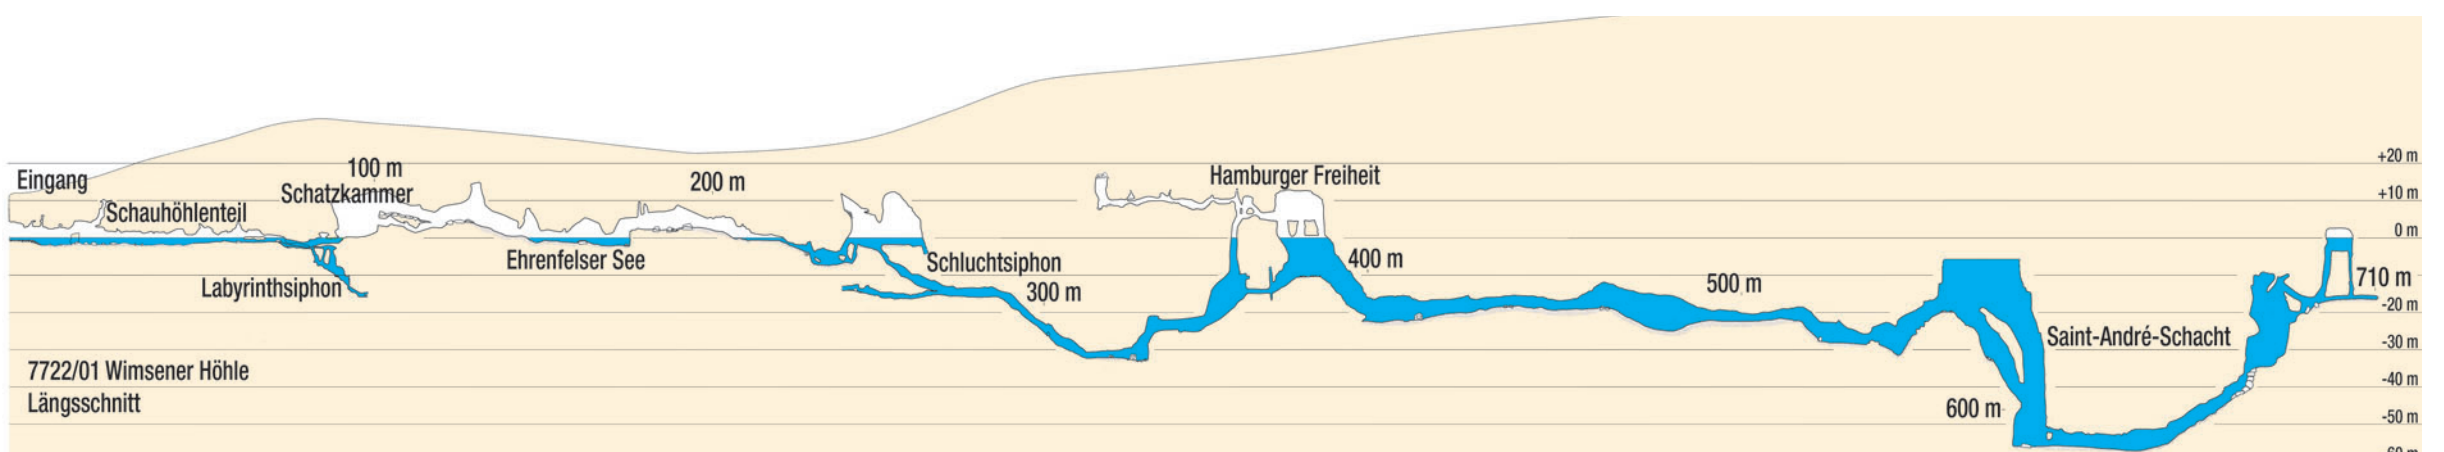 +20 m
100 m
Eingang
Schatzkammer
200 m
Hamburger Freiheit
+10 m
Schauhöhlenteil
0 m
Ehrenfelser See
Schluchtsiphon
400 m
Labyrinthsiphon
300 m
500 m
710 m
-20 m
Saint-André-Schacht
-30 m
7722/01 Wimsener Höhle
Längsschnitt
-40 m
600 m
-50 m